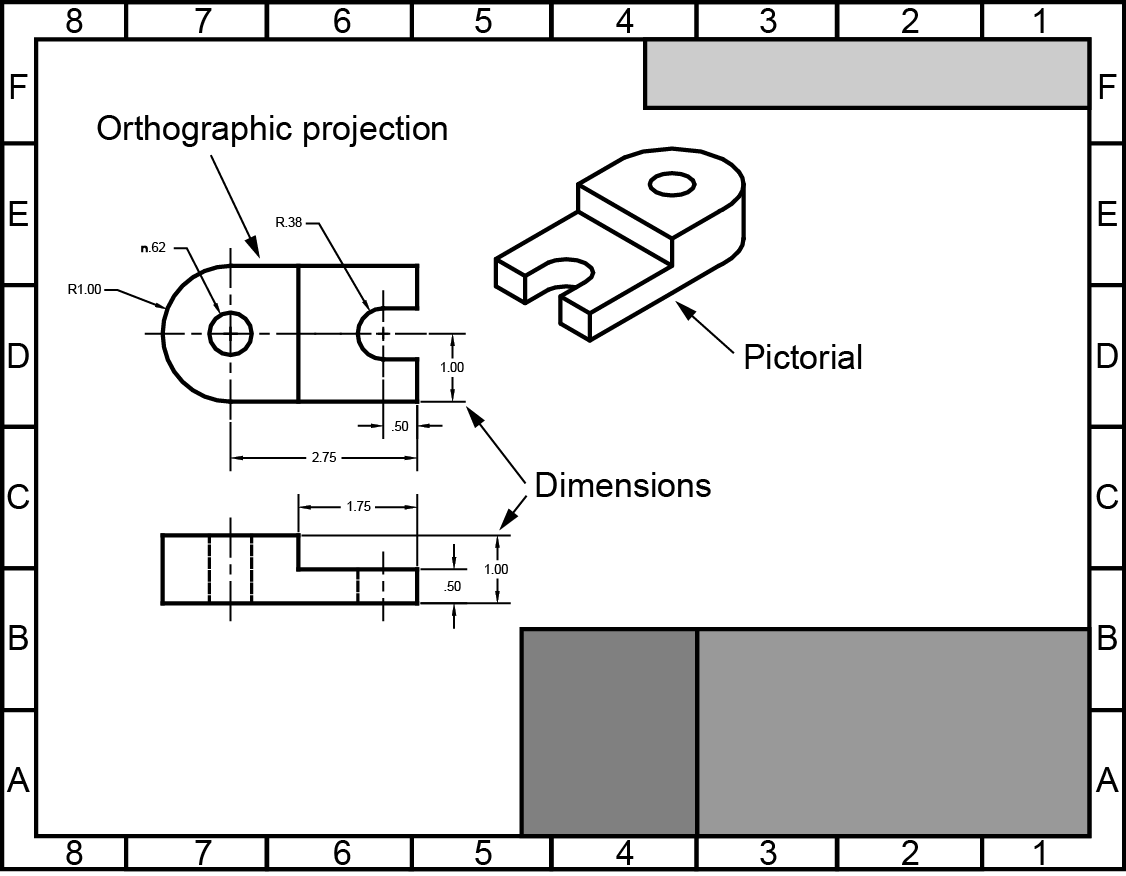 8 7 6 5 4 3 2 1
F F
Orthographic projection
E E
R.38
n.62
R1.00
D D
1.00
Pictorial
.50
2.75
Dimensions
C C
1.75
1.00
.50
B B
A A
8 7 6 5 4 3 2 1